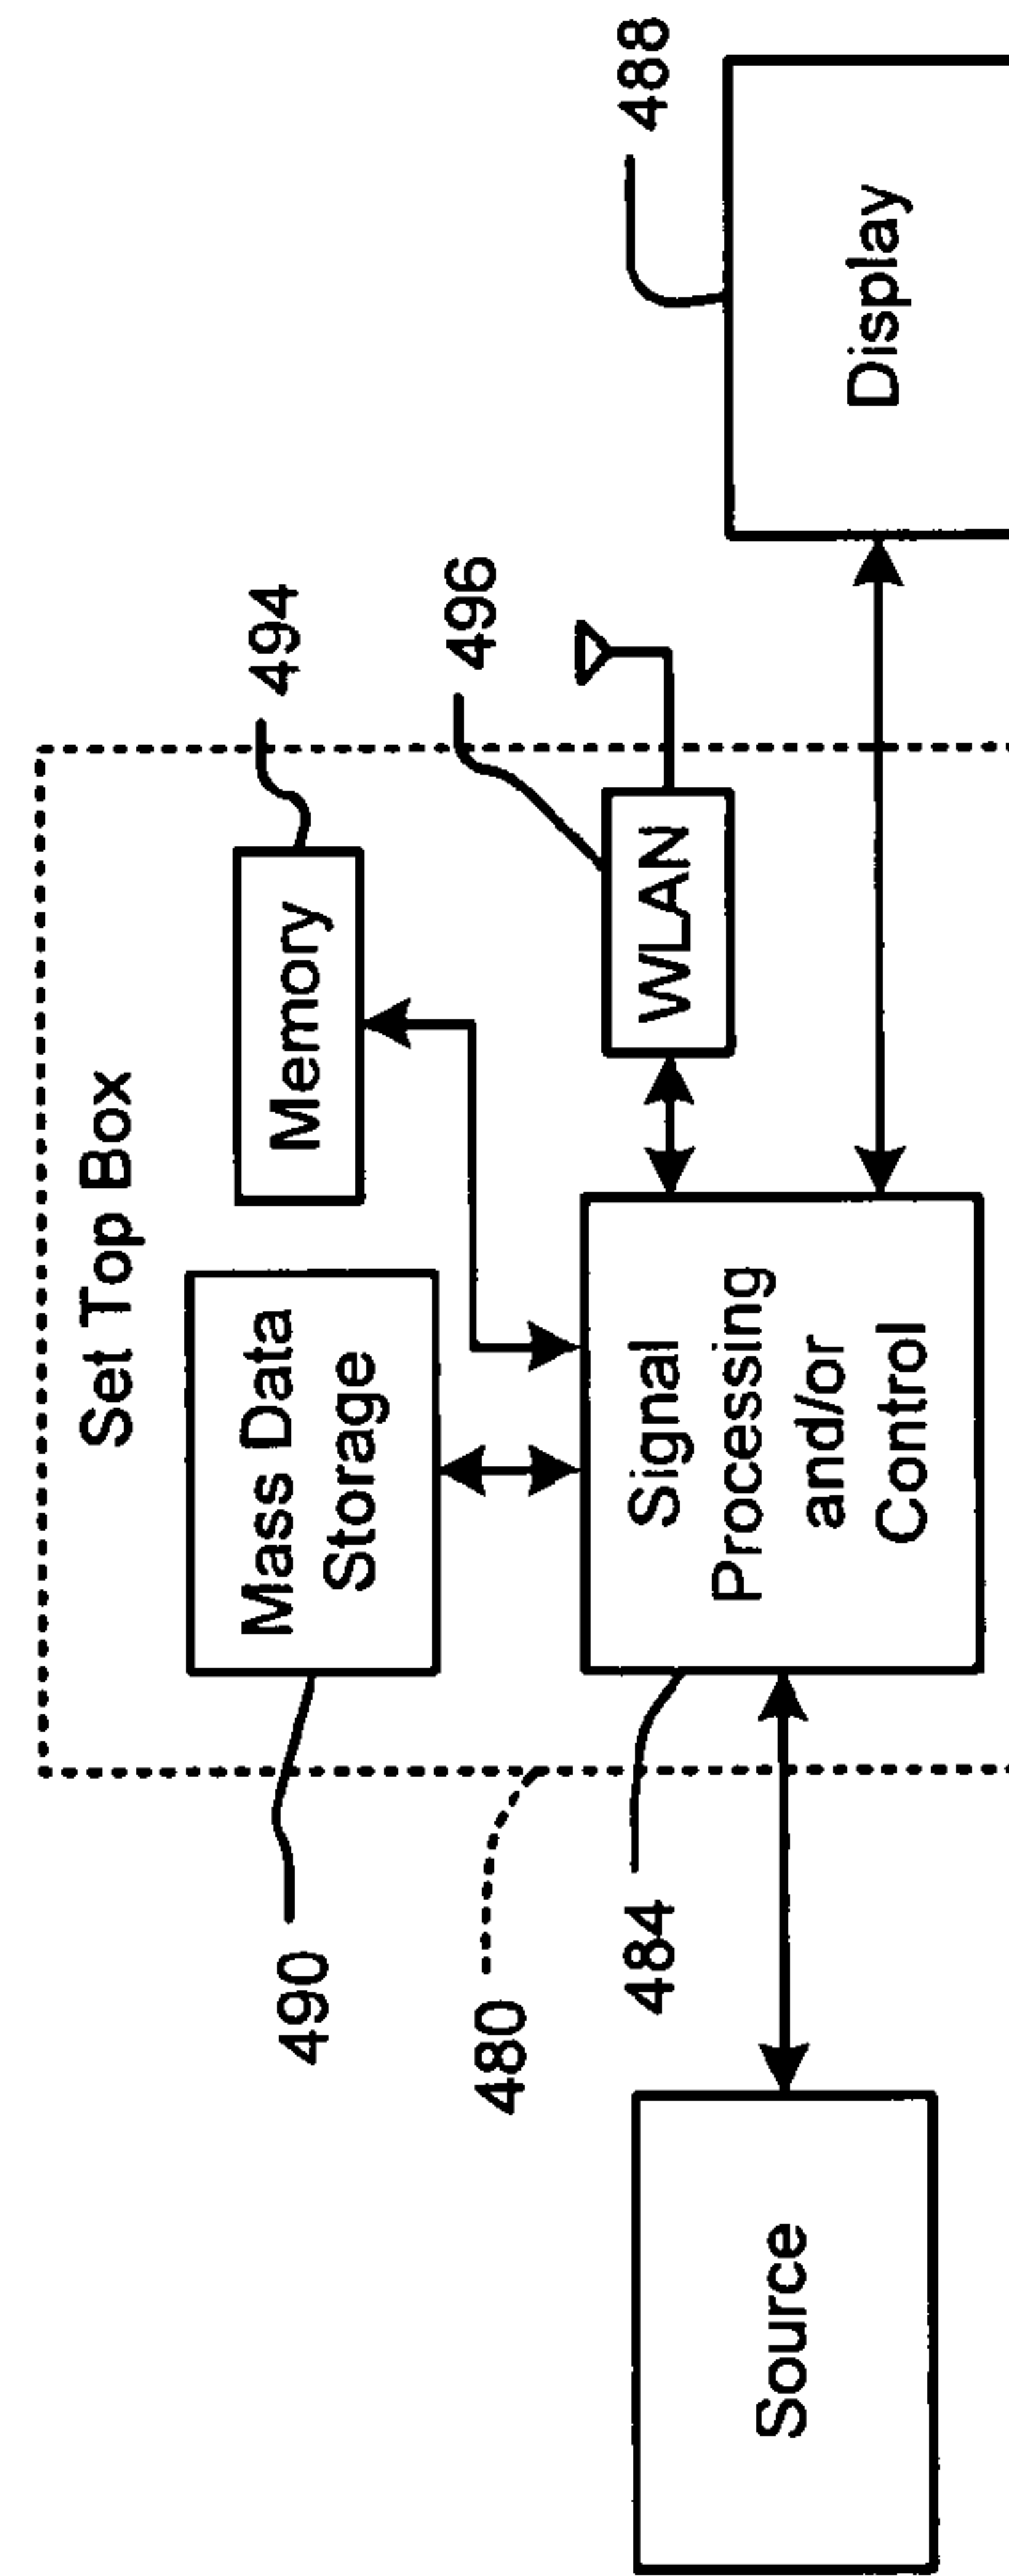 Set Top Box
490
Mass Data
Storage
Memory
494
480
496
WLAN
484
Signal
Processing
and/or
Control
488
Source
Display